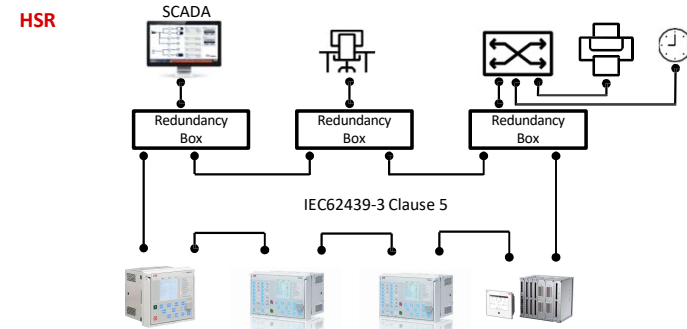 HSR
SCADA
Redundancy
Box
Redundancy
Box
Redundancy
Box
IEC62439-3 Clause 5